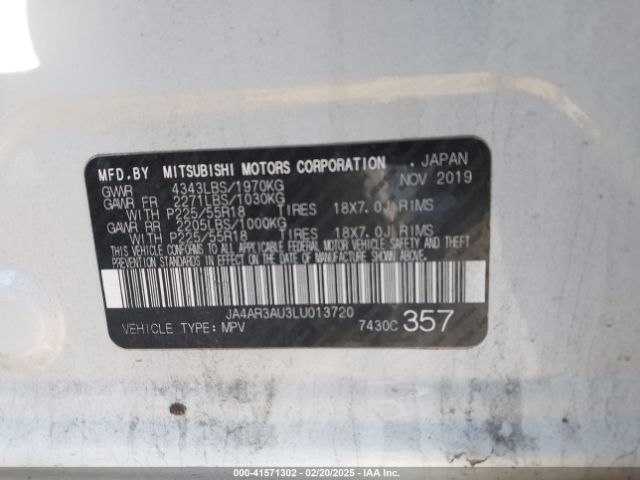 MFD.BY MITSUBISHI MOTORS CORPORATION . JAPAN
GVWR 4343LBS/1970KG NOV 2019
GAWR FR 2271LBS/1030KG
WITH P225/55R18 TIRES 18X7.0J RIMS
GAWR RR 2205LBS/1000KG
WITH P225/55R18 TIRES 18X7.0J RIMS
THIS VEHICLE CONFORMS TO ALL APPLICABLE FEDERAL MOTOR VEHICLE SAFETY AND THEFT
PREVENTION STANDARDS IN EFFECT ON THE DATE OF MANUFACTURE SHOWN ABOVE.
JA4AR3AU3LU013720
VEHICLE TYPE: MPV 7430C 357
000-41571302 - 02/20/2025 - IAAI.COM